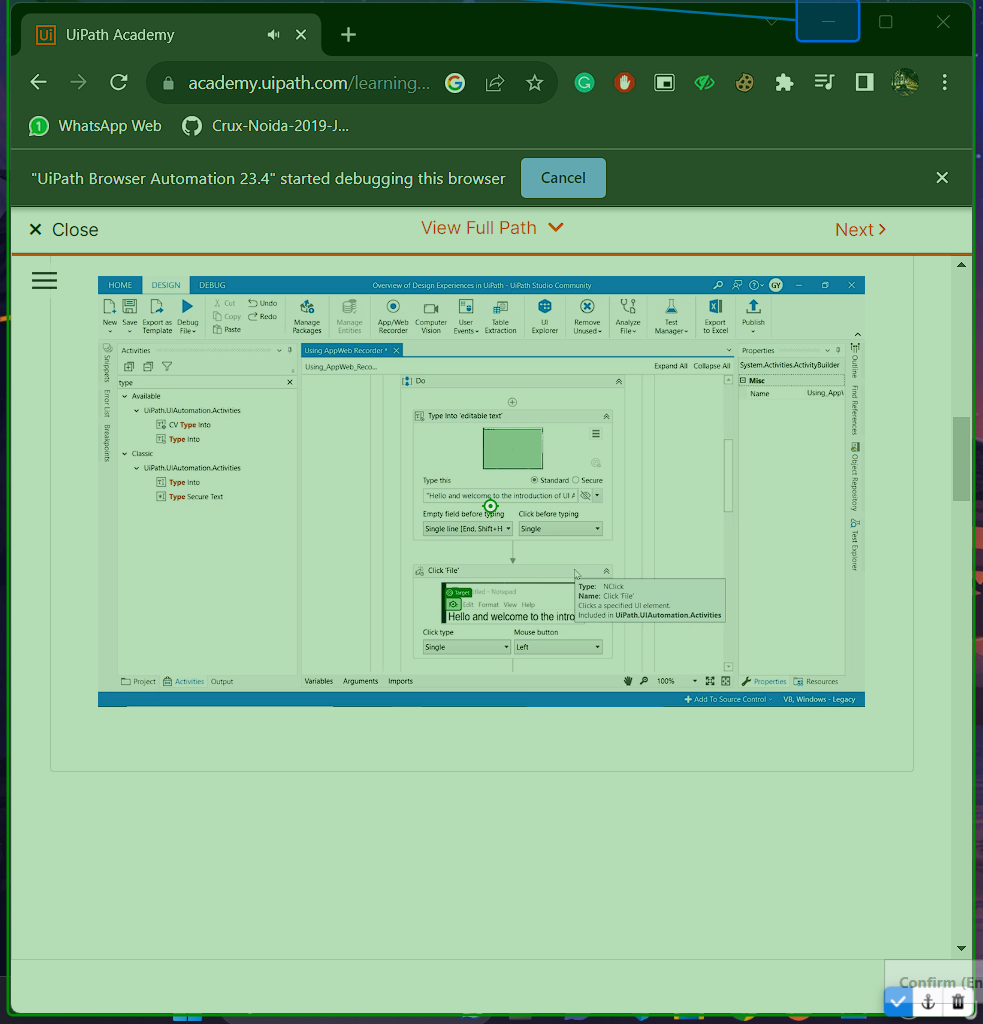 Ui UiPath Academy
academy.uipath.com/learning...
1 WhatsApp Web Crux-Noida-2019-J...
"UiPath Browser Automation 23.4" started debugging this browser Cancel
Close View Full Path Next
HOME DESIGN DEBUG Overview of Design Experiences in UiPath - UiPath Studio Community GY
New Save Export as Template Debug File Cut Copy Paste Undo Redo Manage Packages Manage Entities App/Web Recorder Computer Vision User Events Table Extraction UI Explorer Remove Unused Analyze File Test Manager Export to Excel Publish
Activities Using AppWeb Recorder* Properties
Snippets
Error List
Breakpoints
Outline
Find References
Object Repository
Test Explorer
Using_AppWeb_Reco... Expand All Collapse All System.Activities.ActivityBuilder
type Do Misc
Available Name Using_App\
UiPath.UIAutomation.Activities
CV Type Into
Type Into
Classic
UiPath.UIAutomation.Activities
Type Into
Type Secure Text
Type Into 'editable text'
Type this Standard Secure
"Hello and welcome to the introduction of UI A
Empty field before typing Click before typing
Single line [End, Shift+H Single
Click 'File'
Target
Edit Format View Help
Hello and welcome to the intro
Type: NClick
Name: Click 'File'
Clicks a specified UI element.
Included in UiPath.UIAutomation.Activities
Click type Mouse button
Single Left
Project Activities Output Variables Arguments Imports 100% Properties Resources
Add To Source Control VB, Windows - Legacy
Confirm (En